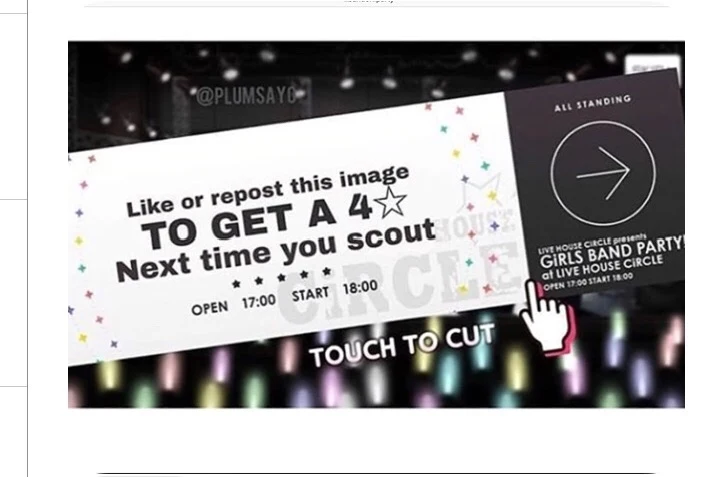 @PLUMSAYO
ALL STANDING
Like or repost this image
TO GET A 4☆
Next time you scout
★ ★ ★ ★ ★
OPEN 17:00 START 18:00
HOUSE
CiRCLE
LIVE HOUSE CiRCLE presents
GiRLS BAND PARTY!
at LIVE HOUSE CiRCLE
OPEN 17:00 START 18:00
TOUCH TO CUT